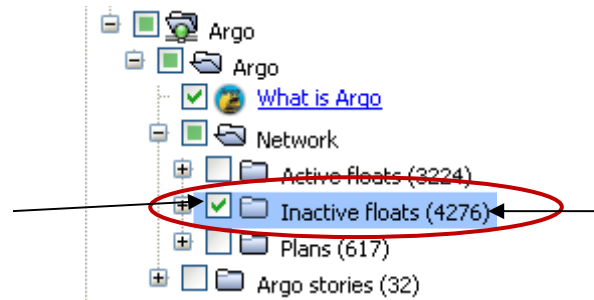 Argo
Argo
What is Argo
Network
Active floats (3224)
Inactive floats (4276)
Plans (617)
Argo stories (32)